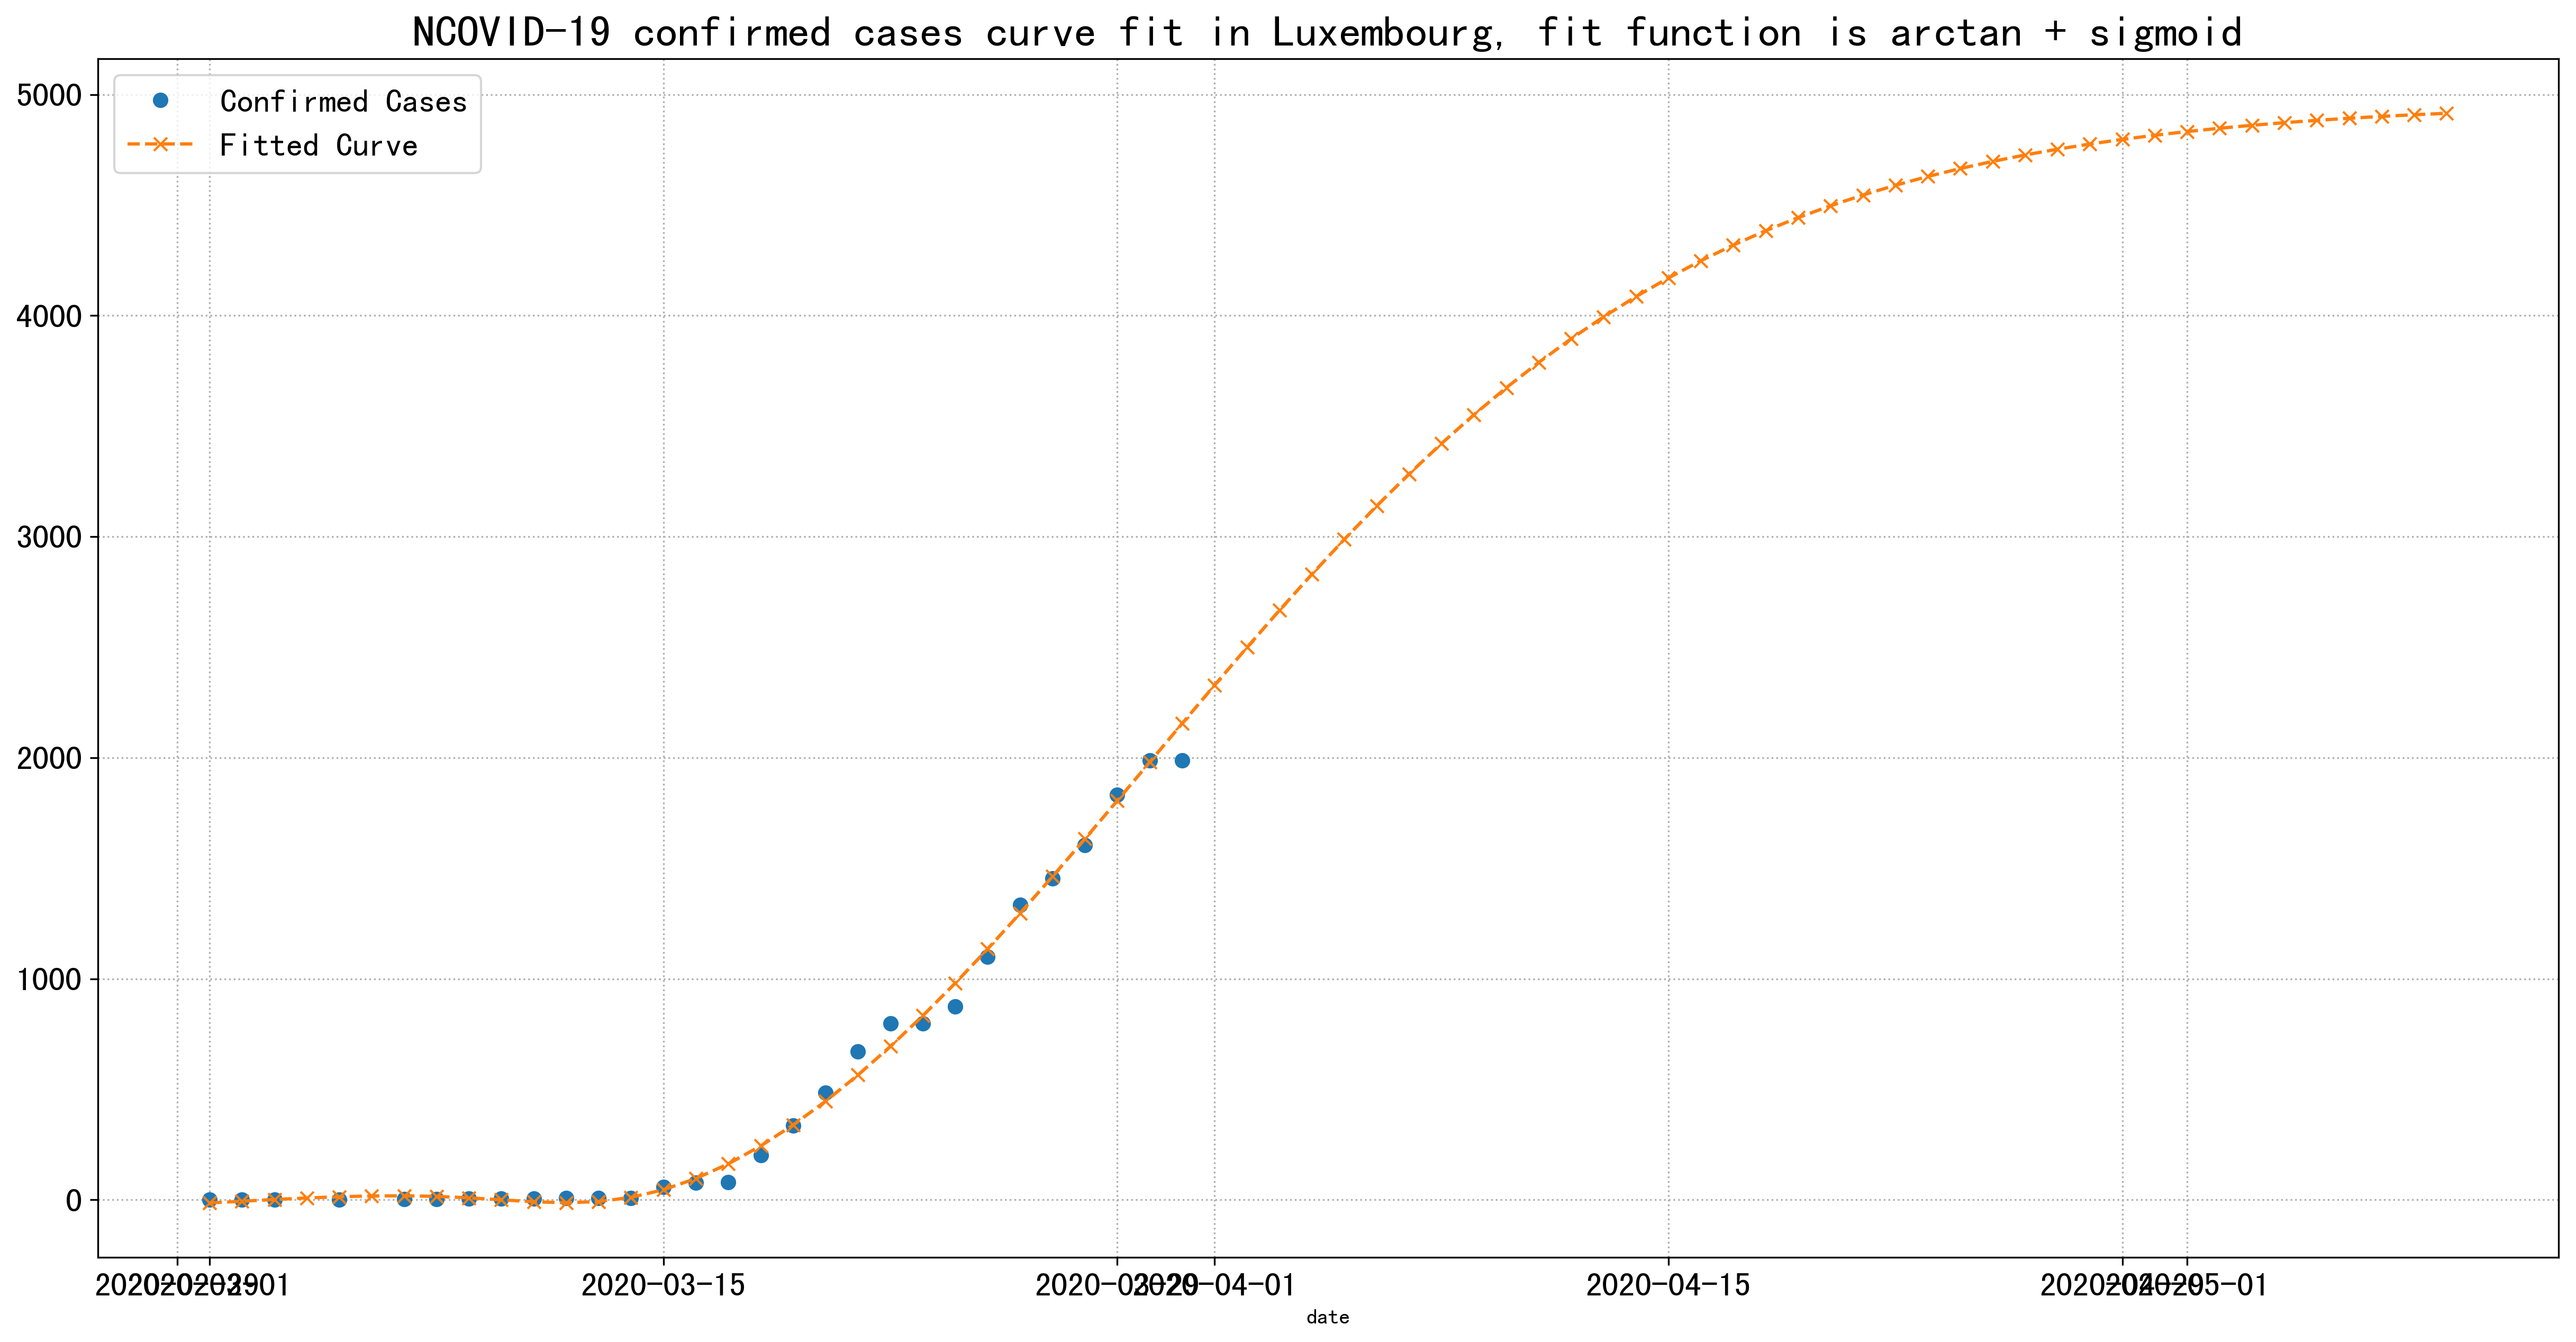 NCOVID-19 confirmed cases curve fit in Luxembourg, fit function is arctan + sigmoid
Confirmed Cases
Fitted Curve
5000
4000
3000
2000
1000
0
2020-03-15
2020-04-01
2020-04-15
2020-05-01
date